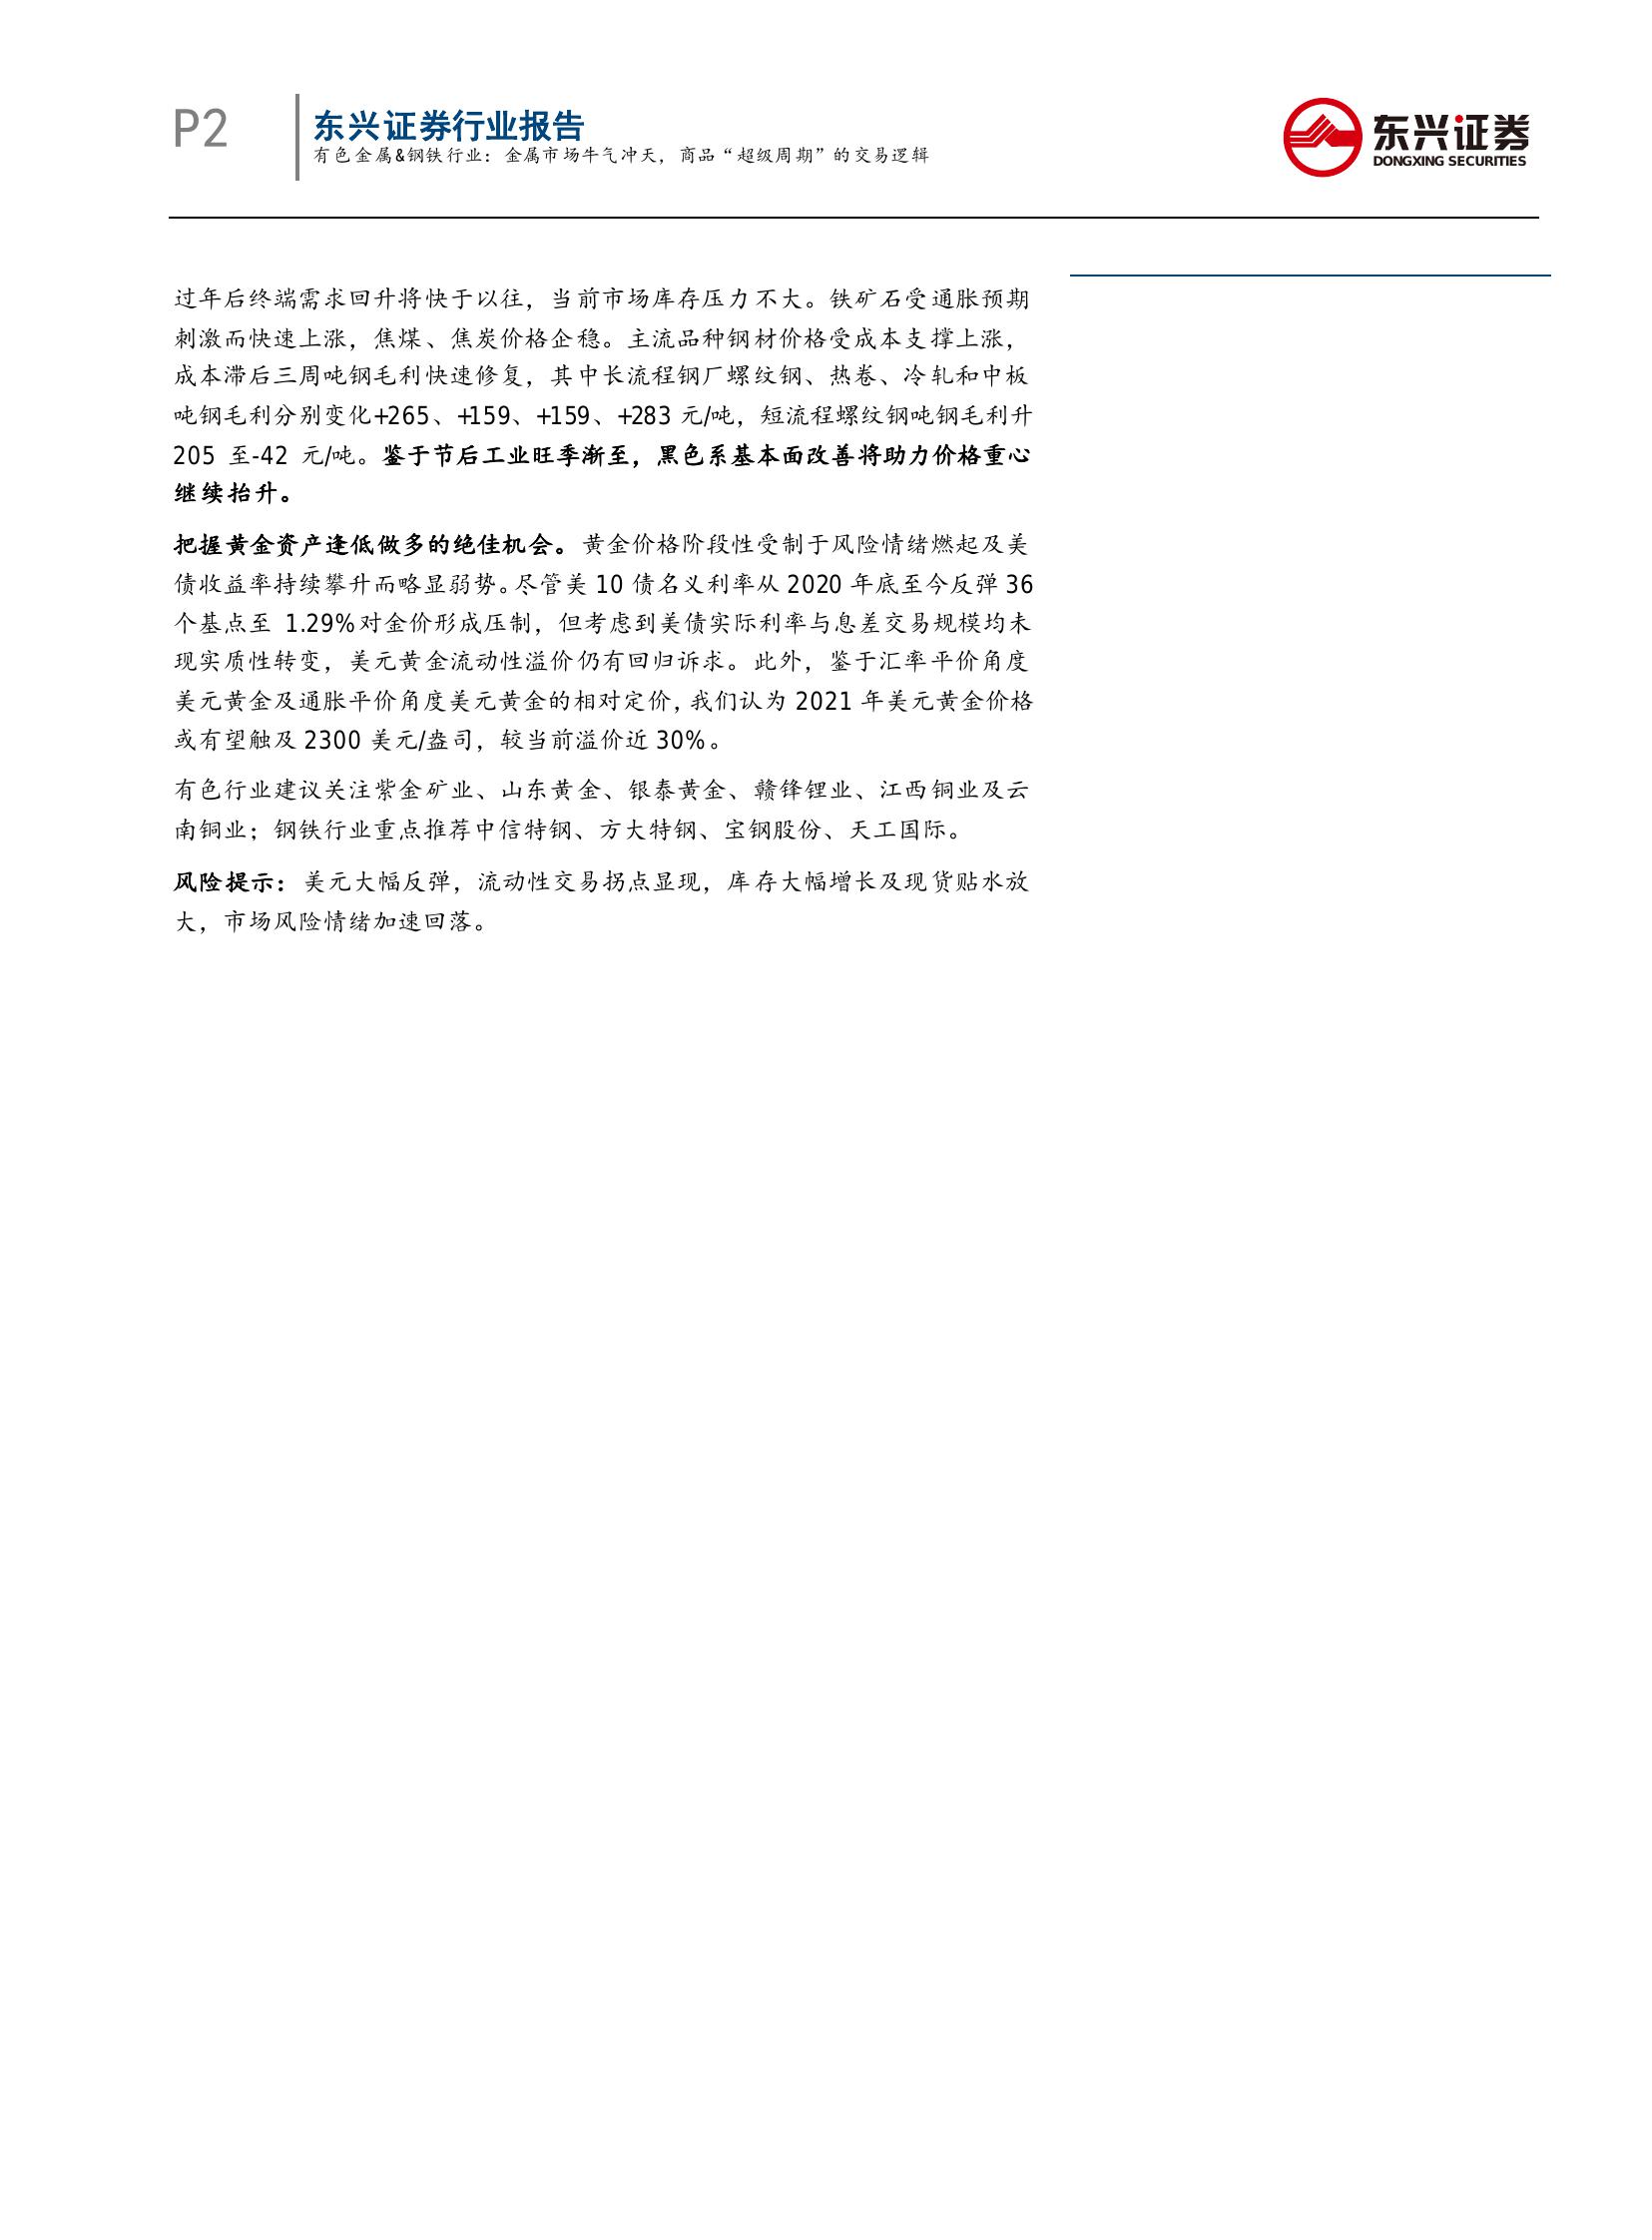 P2
东兴证券行业报告
有色金属&钢铁行业：金属市场牛气冲天，商品“超级周期”的交易逻辑
东兴证券
DONGXING SECURITIES
过年后终端需求回升将快于以往，当前市场库存压力不大。铁矿石受通胀预期
刺激而快速上涨，焦煤、焦炭价格企稳。主流品种钢材价格受成本支撑上涨，
成本滞后三周吨钢毛利快速修复，其中长流程钢厂螺纹钢、热卷、冷轧和中板
吨钢毛利分别变化+265、+159、+159、+283 元/吨，短流程螺纹钢吨钢毛利升
205 至-42 元/吨。鉴于节后工业旺季渐至，黑色系基本面改善将助力价格重心
继续抬升。
把握黄金资产逢低做多的绝佳机会。黄金价格阶段性受制于风险情绪燃起及美
债收益率持续攀升而略显弱势。尽管美 10 债名义利率从 2020 年底至今反弹 36
个基点至 1.29%对金价形成压制，但考虑到美债实际利率与息差交易规模均未
现实质性转变，美元黄金流动性溢价仍有回归诉求。此外，鉴于汇率平价角度
美元黄金及通胀平价角度美元黄金的相对定价，我们认为 2021 年美元黄金价格
或有望触及 2300 美元/盎司，较当前溢价近 30%。
有色行业建议关注紫金矿业、山东黄金、银泰黄金、赣锋锂业、江西铜业及云
南铜业；钢铁行业重点推荐中信特钢、方大特钢、宝钢股份、天工国际。
风险提示：美元大幅反弹，流动性交易拐点显现，库存大幅增长及现货贴水放
大，市场风险情绪加速回落。